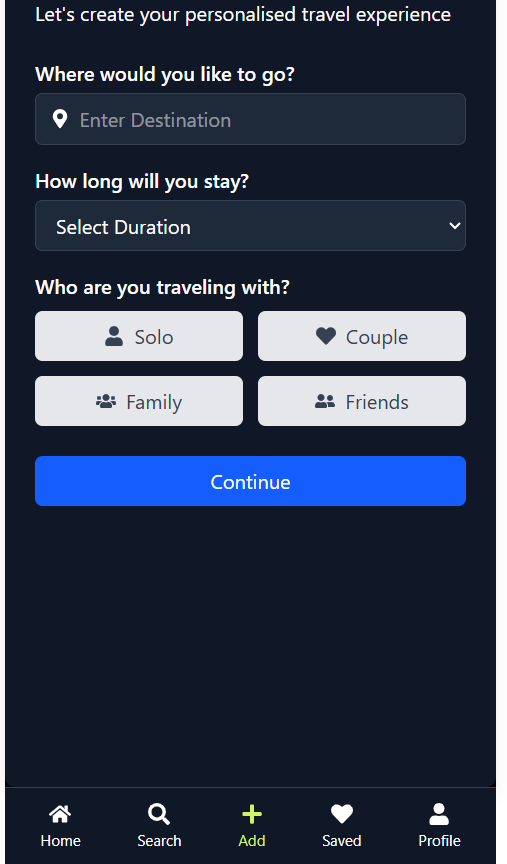 Let's create your personalised travel experience
Where would you like to go?
Enter Destination
How long will you stay?
Select Duration
Who are you traveling with?
Solo Couple
Family Friends
Continue
Home Search Add Saved Profile